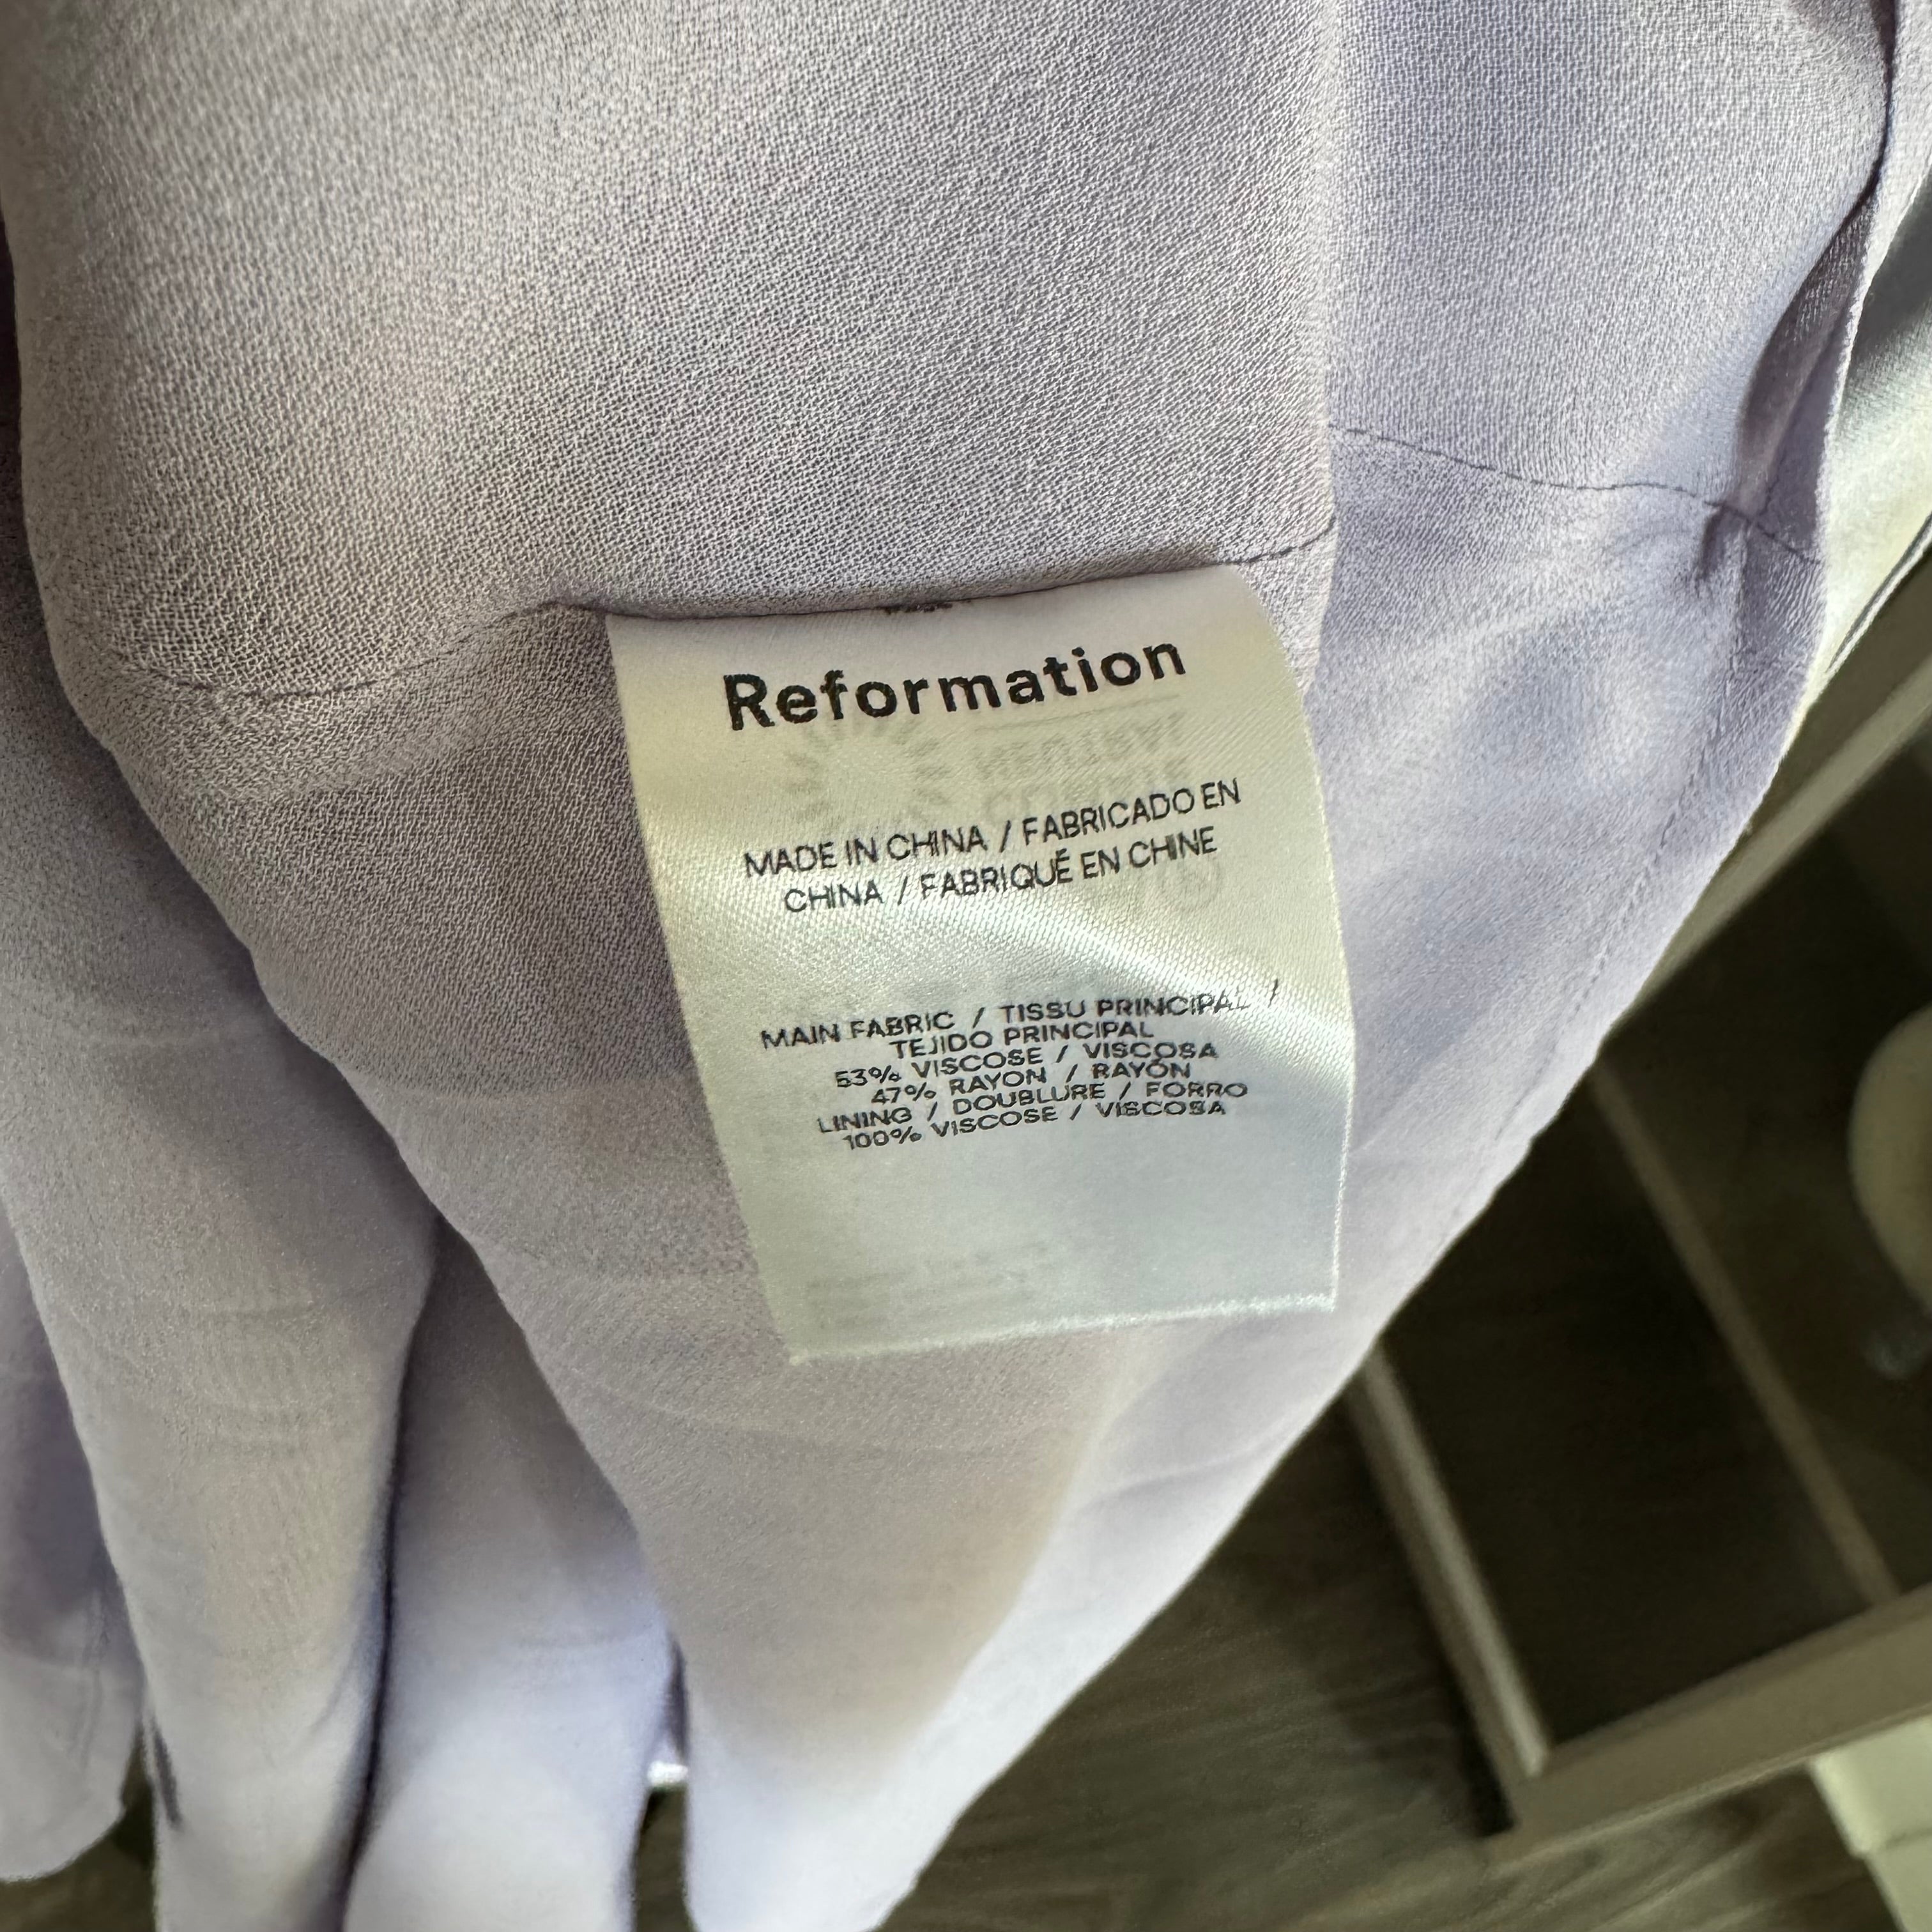 Reformation
MADE IN CHINA / FABRICADO EN
CHINA / FABRIQUÉ EN CHINE
MAIN FABRIC / TISSU PRINCIPAL /
TEJIDO PRINCIPAL
53% VISCOSE / VISCOSA
47% RAYON / RAYÓN
LINING / DOUBLURE / FORRO
100% VISCOSE / VISCOSA